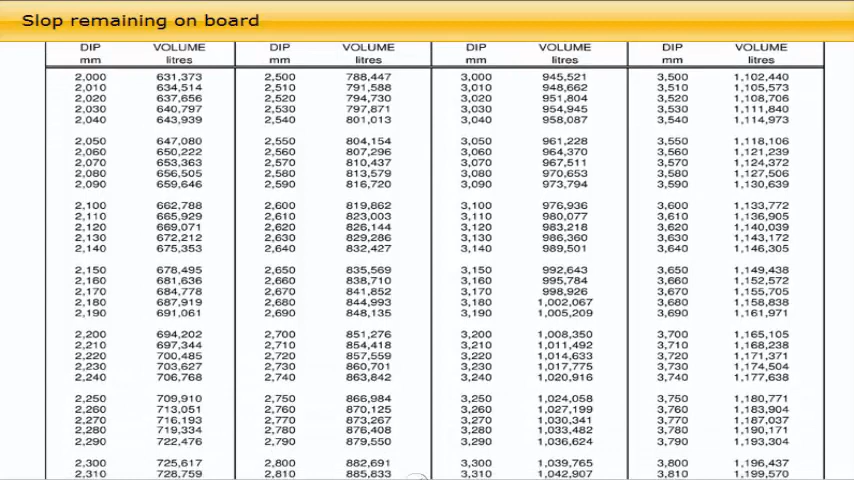 Slop remaining on board
DIP VOLUME DIP VOLUME DIP VOLUME DIP VOLUME
mm litres mm litres mm litres mm litres
2,000 631,373 2,500 788,447 3,000 945,521 3,500 1,102,440
2,010 634,514 2,510 791,588 3,010 948,662 3,510 1,105,573
2,020 637,656 2,520 794,730 3,020 951,804 3,520 1,108,706
2,030 640,797 2,530 797,871 3,030 954,945 3,530 1,111,840
2,040 643,939 2,540 801,013 3,040 958,087 3,540 1,114,973
2,050 647,080 2,550 804,154 3,050 961,228 3,550 1,118,106
2,060 650,222 2,560 807,296 3,060 964,370 3,560 1,121,239
2,070 653,363 2,570 810,437 3,070 967,511 3,570 1,124,372
2,080 656,505 2,580 813,579 3,080 970,653 3,580 1,127,506
2,090 659,646 2,590 816,720 3,090 973,794 3,590 1,130,639
2,100 662,788 2,600 819,862 3,100 976,936 3,600 1,133,772
2,110 665,929 2,610 823,003 3,110 980,077 3,610 1,136,905
2,120 669,071 2,620 826,144 3,120 983,218 3,620 1,140,039
2,130 672,212 2,630 829,286 3,130 986,360 3,630 1,143,172
2,140 675,353 2,640 832,427 3,140 989,501 3,640 1,146,305
2,150 678,495 2,650 835,569 3,150 992,643 3,650 1,149,438
2,160 681,636 2,660 838,710 3,160 995,784 3,660 1,152,572
2,170 684,778 2,670 841,852 3,170 998,926 3,670 1,155,705
2,180 687,919 2,680 844,993 3,180 1,002,067 3,680 1,158,838
2,190 691,061 2,690 848,135 3,190 1,005,209 3,690 1,161,971
2,200 694,202 2,700 851,276 3,200 1,008,350 3,700 1,165,105
2,210 697,344 2,710 854,418 3,210 1,011,492 3,710 1,168,238
2,220 700,485 2,720 857,559 3,220 1,014,633 3,720 1,171,371
2,230 703,627 2,730 860,701 3,230 1,017,775 3,730 1,174,504
2,240 706,768 2,740 863,842 3,240 1,020,916 3,740 1,177,638
2,250 709,910 2,750 866,984 3,250 1,024,058 3,750 1,180,771
2,260 713,051 2,760 870,125 3,260 1,027,199 3,760 1,183,904
2,270 716,193 2,770 873,267 3,270 1,030,341 3,770 1,187,037
2,280 719,334 2,780 876,408 3,280 1,033,482 3,780 1,190,171
2,290 722,476 2,790 879,550 3,290 1,036,624 3,790 1,193,304
2,300 725,617 2,800 882,691 3,300 1,039,765 3,800 1,196,437
2,310 728,759 2,810 885,833 3,310 1,042,907 3,810 1,199,570